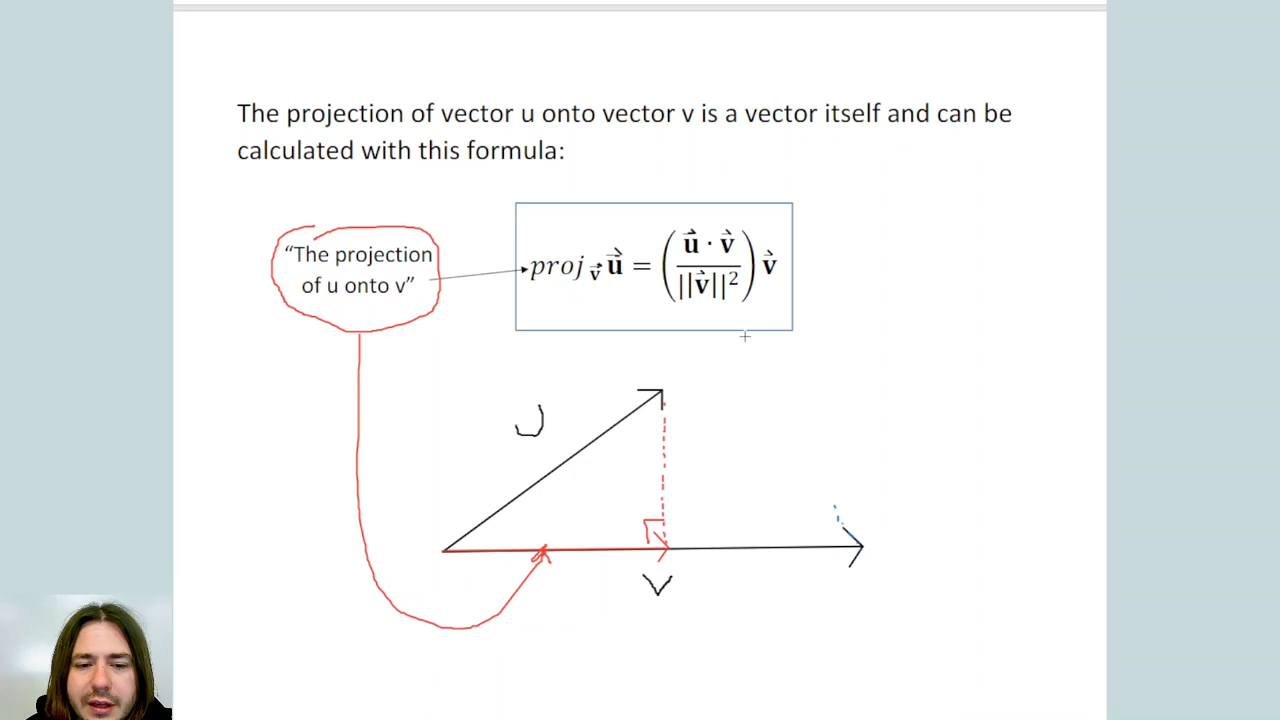 The projection of vector u onto vector v is a vector itself and can be
calculated with this formula:
“The projection
of u onto v”
proj_v⃗ u⃗ = (u⃗ · v⃗ / ||v⃗||²) v⃗
U
V